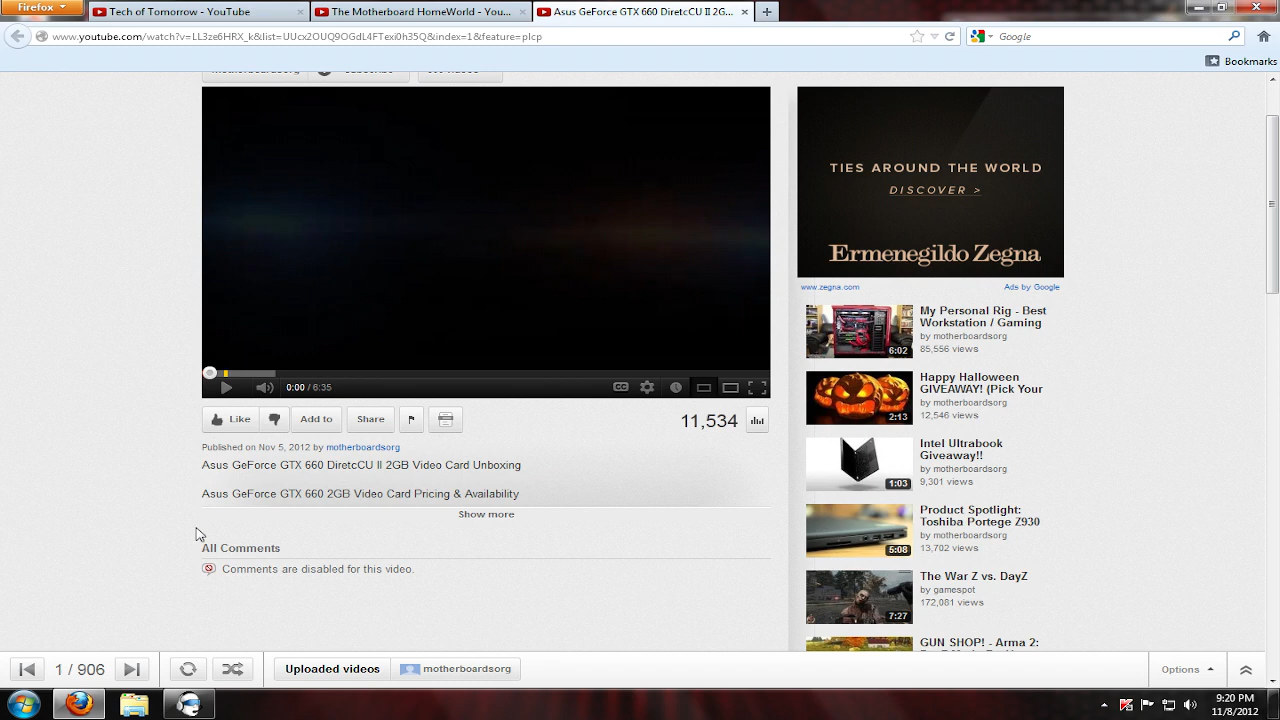 Firefox
Tech of Tomorrow - YouTube
The Motherboard HomeWorld - You...
Asus GeForce GTX 660 DiretcCU II 2G...
www.youtube.com/watch?v=LL3ze6HRX_k&list=UUcx2OUQ9OGdL4FTexi0h35Q&index=1&feature=plcp
Google
Bookmarks
TIES AROUND THE WORLD
DISCOVER >
Ermenegildo Zegna
www.zegna.com
Ads by Google
0:00 / 6:35
CC
Like
Add to
Share
11,534
Published on Nov 5, 2012 by motherboardsorg
Asus GeForce GTX 660 DiretcCU II 2GB Video Card Unboxing
Asus GeForce GTX 660 2GB Video Card Pricing & Availability
Show more
All Comments
Comments are disabled for this video.
6:02
My Personal Rig - Best
Workstation / Gaming
by motherboardsorg
85,556 views
2:13
Happy Halloween
GIVEAWAY! (Pick Your
by motherboardsorg
12,546 views
1:03
Intel Ultrabook
Giveaway!!
by motherboardsorg
9,301 views
5:08
Product Spotlight:
Toshiba Portege Z930
by motherboardsorg
13,702 views
7:27
The War Z vs. DayZ
by gamespot
172,081 views
GUN SHOP! - Arma 2:
1 / 906
Uploaded videos
motherboardsorg
Options
9:20 PM
11/8/2012